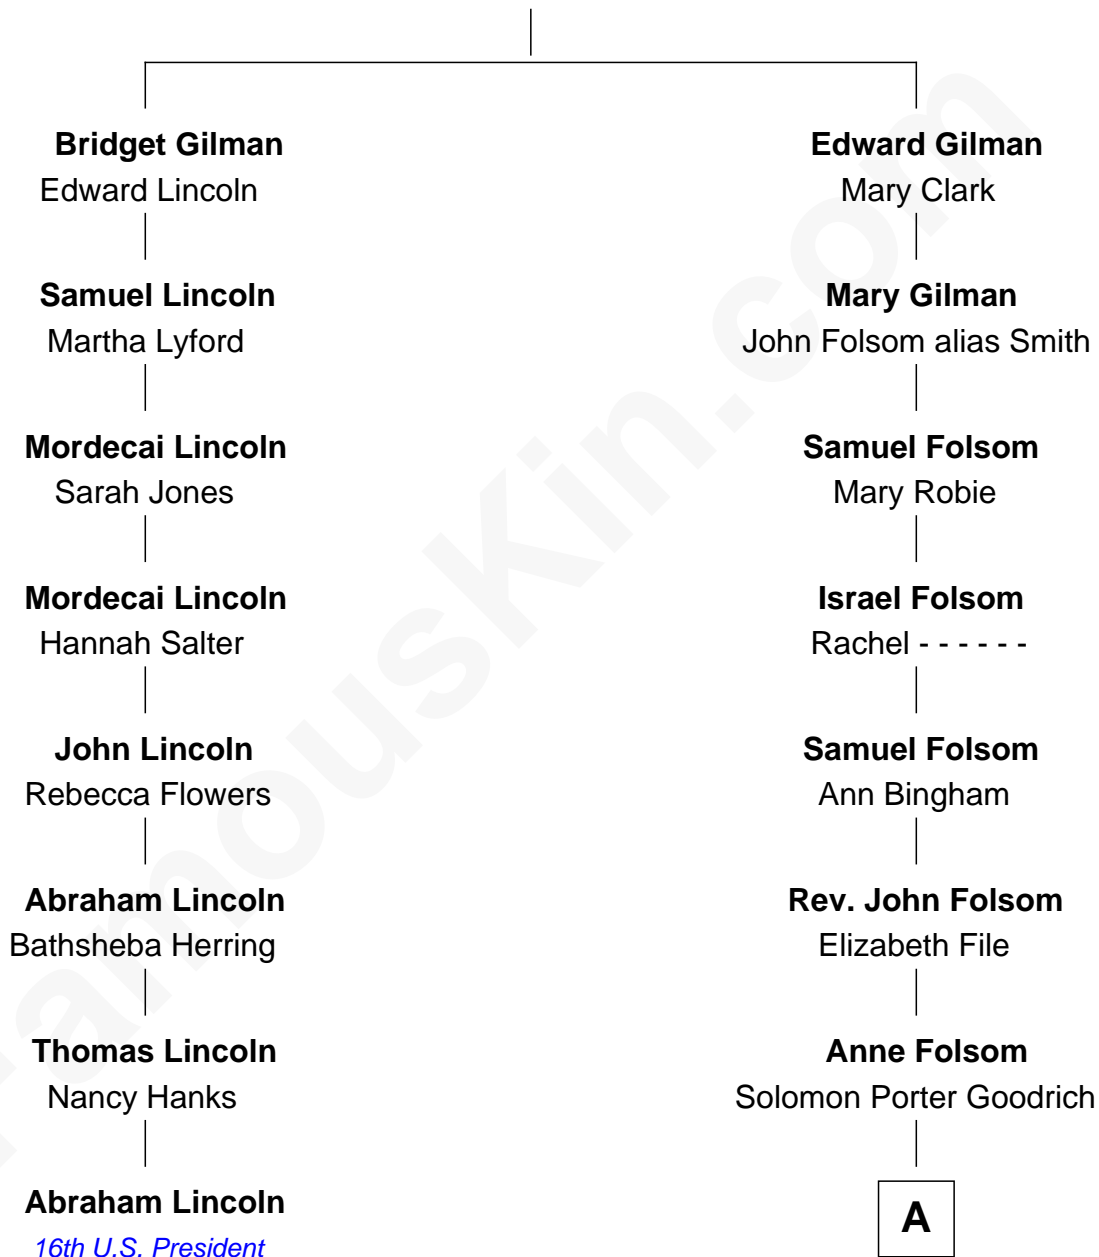 Bridget Gilman
Edward Lincoln
Samuel Lincoln
Martha Lyford
Mordecai Lincoln
Sarah Jones
Mordecai Lincoln
Hannah Salter
John Lincoln
Rebecca Flowers
Abraham Lincoln
Bathsheba Herring
Thomas Lincoln
Nancy Hanks
Abraham Lincoln
16th U.S. President
Edward Gilman
Mary Clark
Mary Gilman
John Folsom alias Smith
Samuel Folsom
Mary Robie
Israel Folsom
Rachel - - - - - -
Samuel Folsom
Ann Bingham
Rev. John Folsom
Elizabeth File
Anne Folsom
Solomon Porter Goodrich
A
FamousKin.com